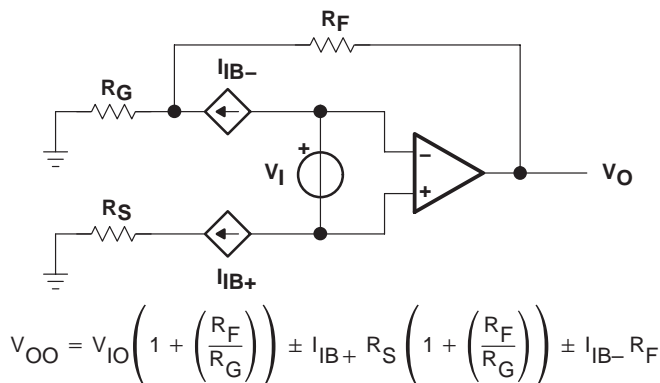 RF
IIB–
RG
+
–
VI
+
VO
RS
IIB+
VOO = VIO(1 + (RF/RG)) ± IIB+ RS(1 + (RF/RG)) ± IIB– RF